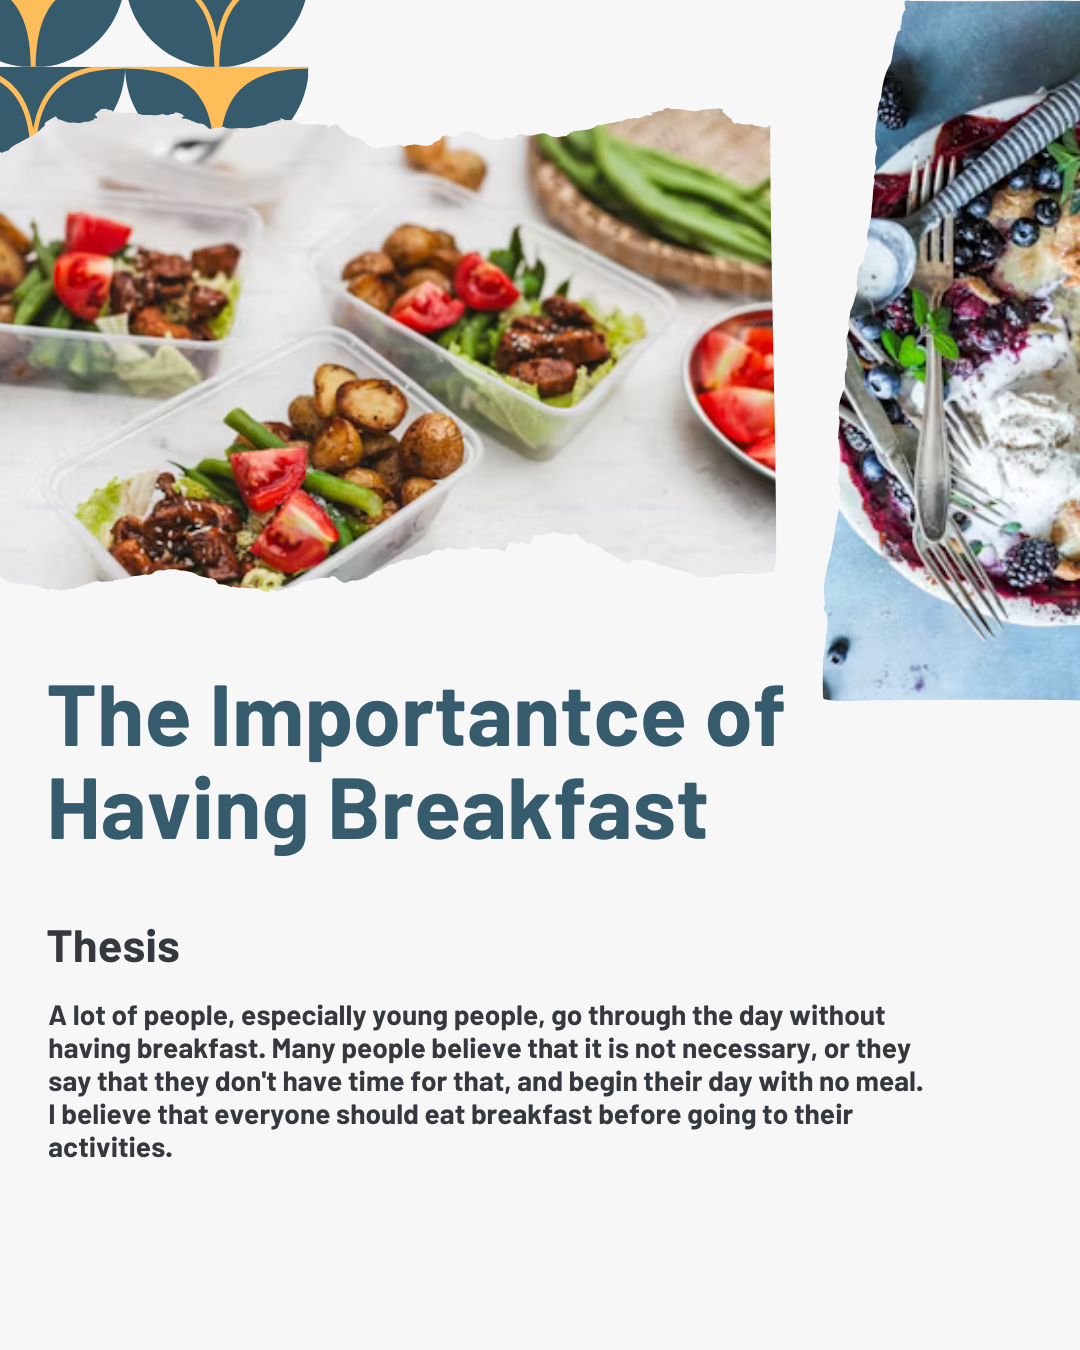 The Importantce of
Having Breakfast
Thesis
A lot of people, especially young people, go through the day without
having breakfast. Many people believe that it is not necessary, or they
say that they don't have time for that, and begin their day with no meal.
I believe that everyone should eat breakfast before going to their
activities.